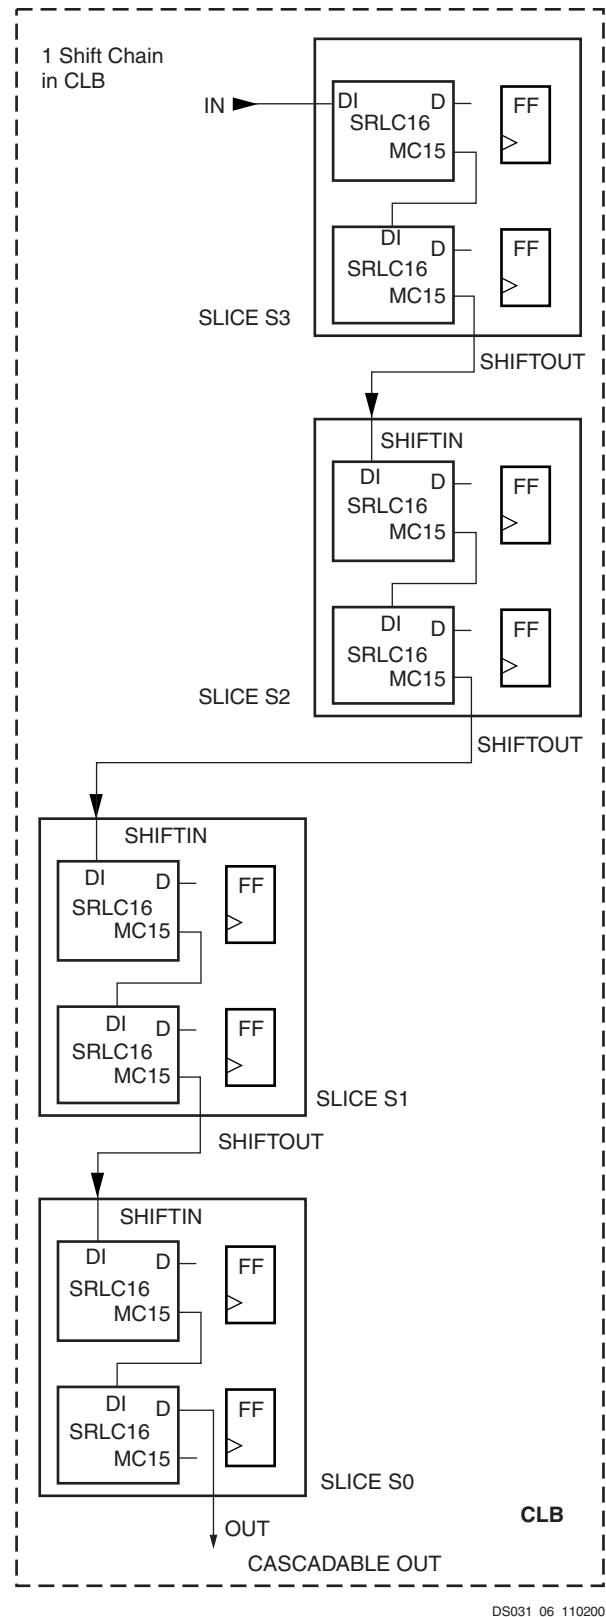 1 Shift Chain
in CLB
IN
DI
D
SRLC16
MC15
FF
DI
D
SRLC16
MC15
FF
SLICE S3
SHIFTOUT
SHIFTIN
DI
D
SRLC16
MC15
FF
DI
D
SRLC16
MC15
FF
SLICE S2
SHIFTOUT
SHIFTIN
DI
D
SRLC16
MC15
FF
DI
D
SRLC16
MC15
FF
SLICE S1
SHIFTOUT
SHIFTIN
DI
D
SRLC16
MC15
FF
DI
D
SRLC16
MC15
FF
SLICE S0
OUT
CLB
CASCADABLE OUT
DS031_06_110200